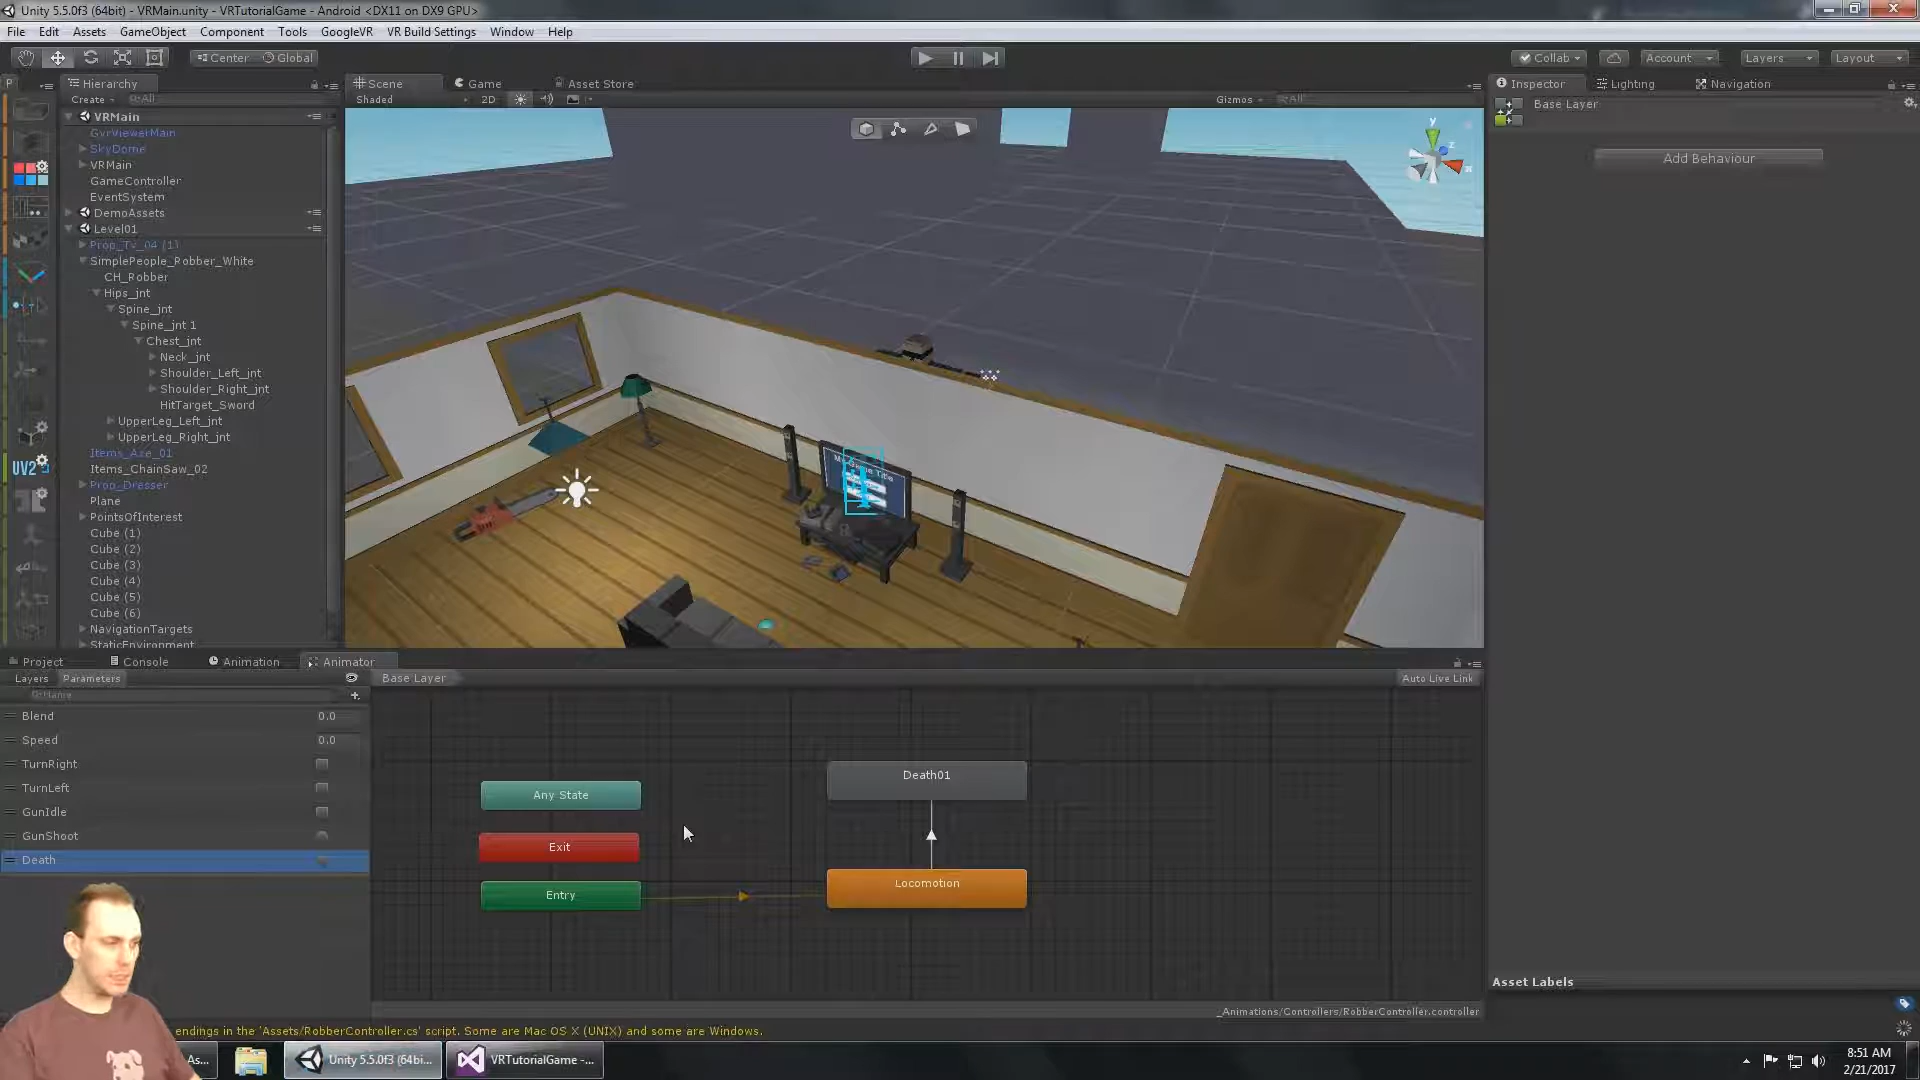 Unity 5.5.0f3 (64bit) - VRMain.unity - VRTutorialGame - Android <DX11 on DX9 GPU>
File Edit Assets GameObject Component Tools GoogleVR VR Build Settings Window Help
Center Global Collab Account Layers Layout
Hierarchy Scene Game Asset Store Inspector Lighting Navigation
Create All Shaded 2D Gizmos All
Base Layer
VRMain
GvrViewerMain
SkyDome
Add Behaviour
VRMain
GameController
EventSystem
DemoAssets
Level01
Prop_Tv_04 (1)
SimplePeople_Robber_White
CH_Robber
Hips_jnt
Spine_jnt
Spine_jnt 1
Chest_jnt
Neck_jnt
Shoulder_Left_jnt
Shoulder_Right_jnt
HitTarget_Sword
UpperLeg_Left_jnt
UpperLeg_Right_jnt
Items_Axe_01
UV2
Items_ChainSaw_02
Prop_Dresser
Plane
PointsOfInterest
Cube (1)
Cube (2)
Cube (3)
Cube (4)
Cube (5)
Cube (6)
NavigationTargets
StaticEnvironment
y
x
z
Project Console Animation Animator
Layers Parameters Base Layer Auto Live Link
Name
Blend 0.0
Speed 0.0
TurnRight
TurnLeft
GunIdle
GunShoot
Death
Death01
Any State
Exit
Locomotion
Entry
Asset Labels
_Animations/Controllers/RobberController.controller
endings in the 'Assets/RobberController.cs' script. Some are Mac OS X (UNIX) and some are Windows.
As... Unity 5.5.0f3 (64bi... VRTutorialGame - ...
8:51 AM
2/21/2017